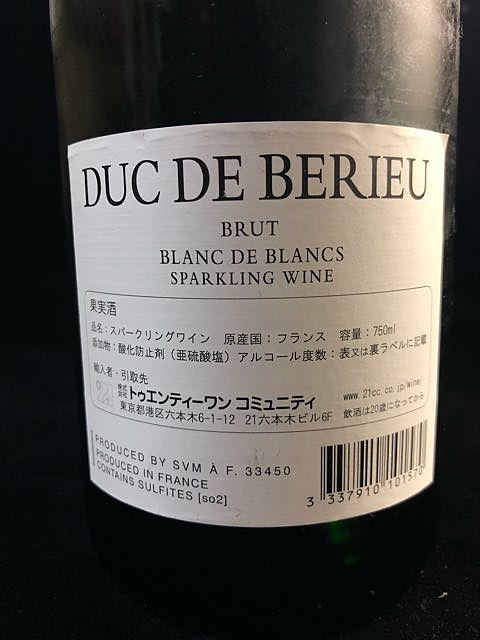 DUC DE BERIEU
BRUT
BLANC DE BLANCS
SPARKLING WINE
果実酒
品名：スパークリングワイン 原産国：フランス 容量：750ml
添加物：酸化防止剤（亜硫酸塩）アルコール度数：表又は裏ラベルに記載
輸入者・引取先
株式会社トゥエンティーワン コミュニティ www.21cc.co.jp/wine/
東京都港区六本木6-1-12 21六本木ビル6F 飲酒は20歳になってから
PRODUCED BY SVM À F. 33450
PRODUCED IN FRANCE
CONTAINS SULFITES [so2]
3 337910 101570